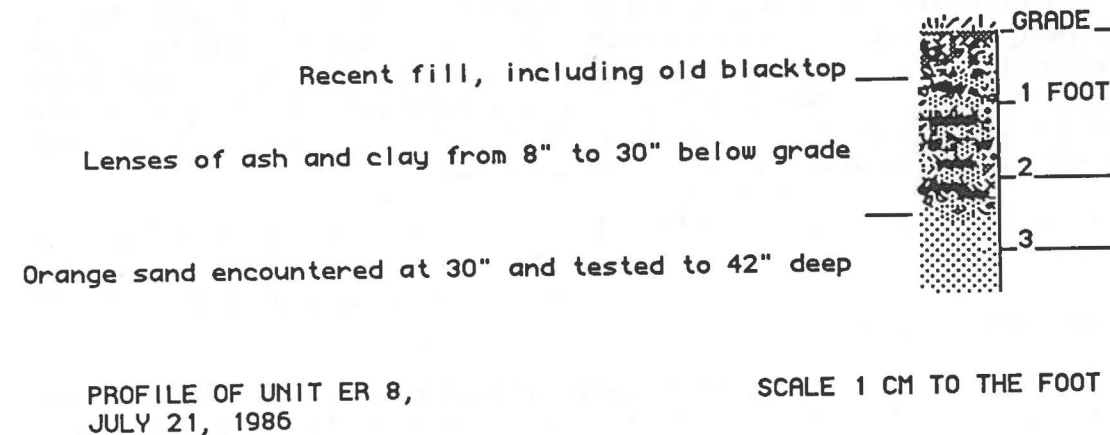 GRADE
Recent fill, including old blacktop
1 FOOT
Lenses of ash and clay from 8" to 30" below grade
2
3
Orange sand encountered at 30" and tested to 42" deep
PROFILE OF UNIT ER 8,
JULY 21, 1986
SCALE 1 CM TO THE FOOT